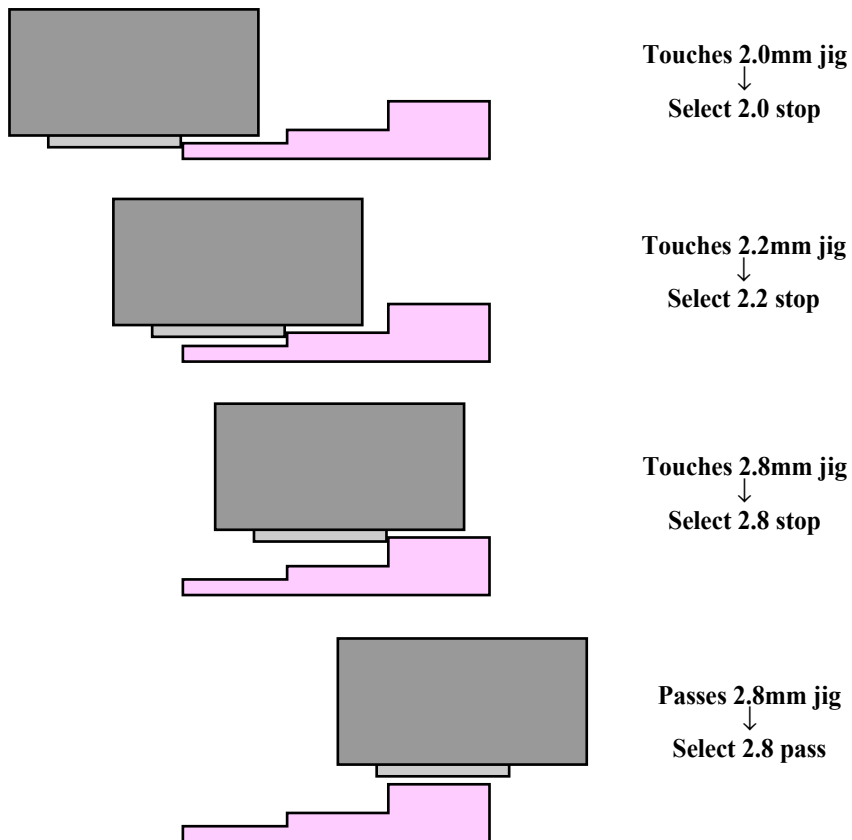 Touches 2.0mm jig
↓
Select 2.0 stop
Touches 2.2mm jig
↓
Select 2.2 stop
Touches 2.8mm jig
↓
Select 2.8 stop
Passes 2.8mm jig
↓
Select 2.8 pass